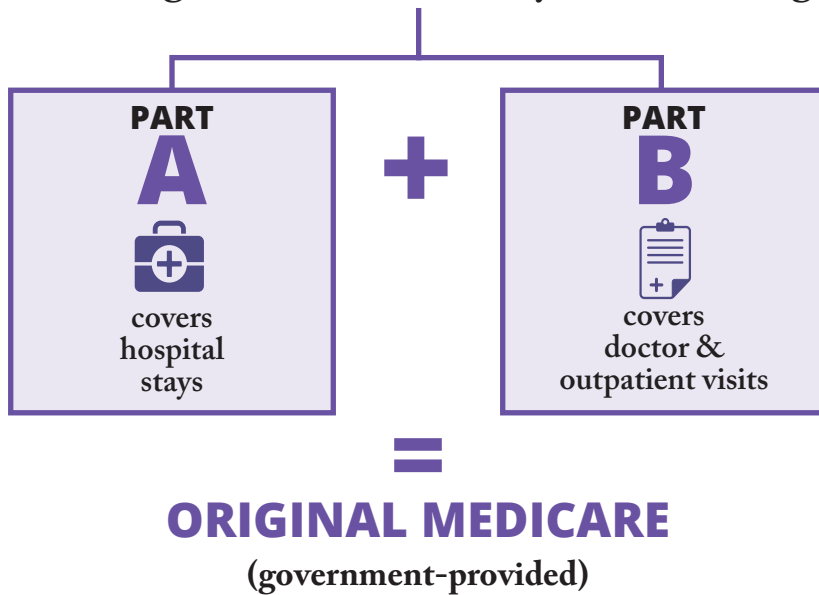 PART
A
covers
hospital
stays
+
PART
B
covers
doctor &
outpatient visits
=
ORIGINAL MEDICARE
(government-provided)